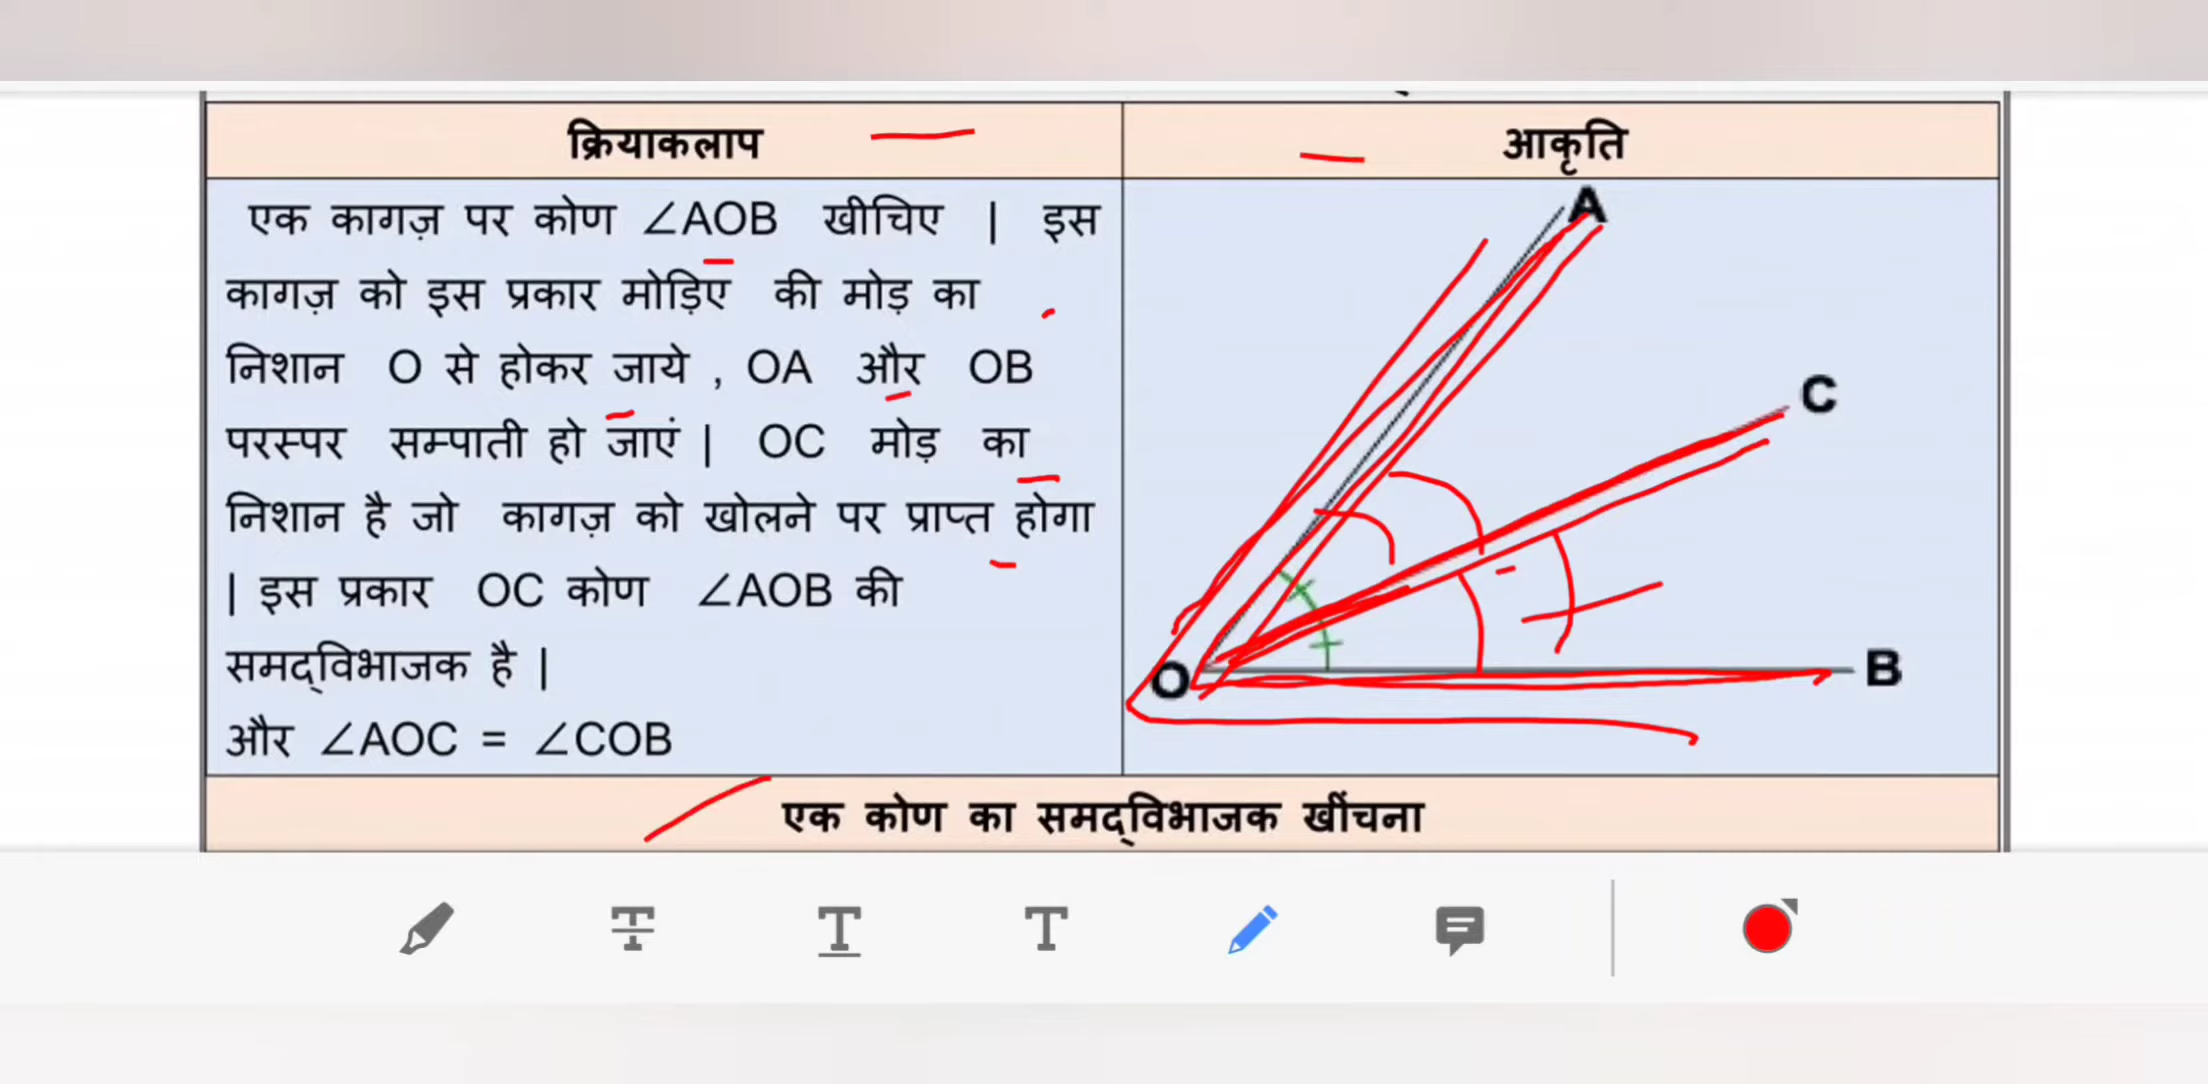 क्रियाकलाप
आकृति
एक कागज़ पर कोण ∠AOB खीचिए | इस
कागज़ को इस प्रकार मोड़िए की मोड़ का
निशान O से होकर जाये , OA और OB
परस्पर सम्पाती हो जाएं | OC मोड़ का
निशान है जो कागज़ को खोलने पर प्राप्त होगा
| इस प्रकार OC कोण ∠AOB की
समद्विभाजक है |
और ∠AOC = ∠COB
A
C
O
B
एक कोण का समद्विभाजक खींचना